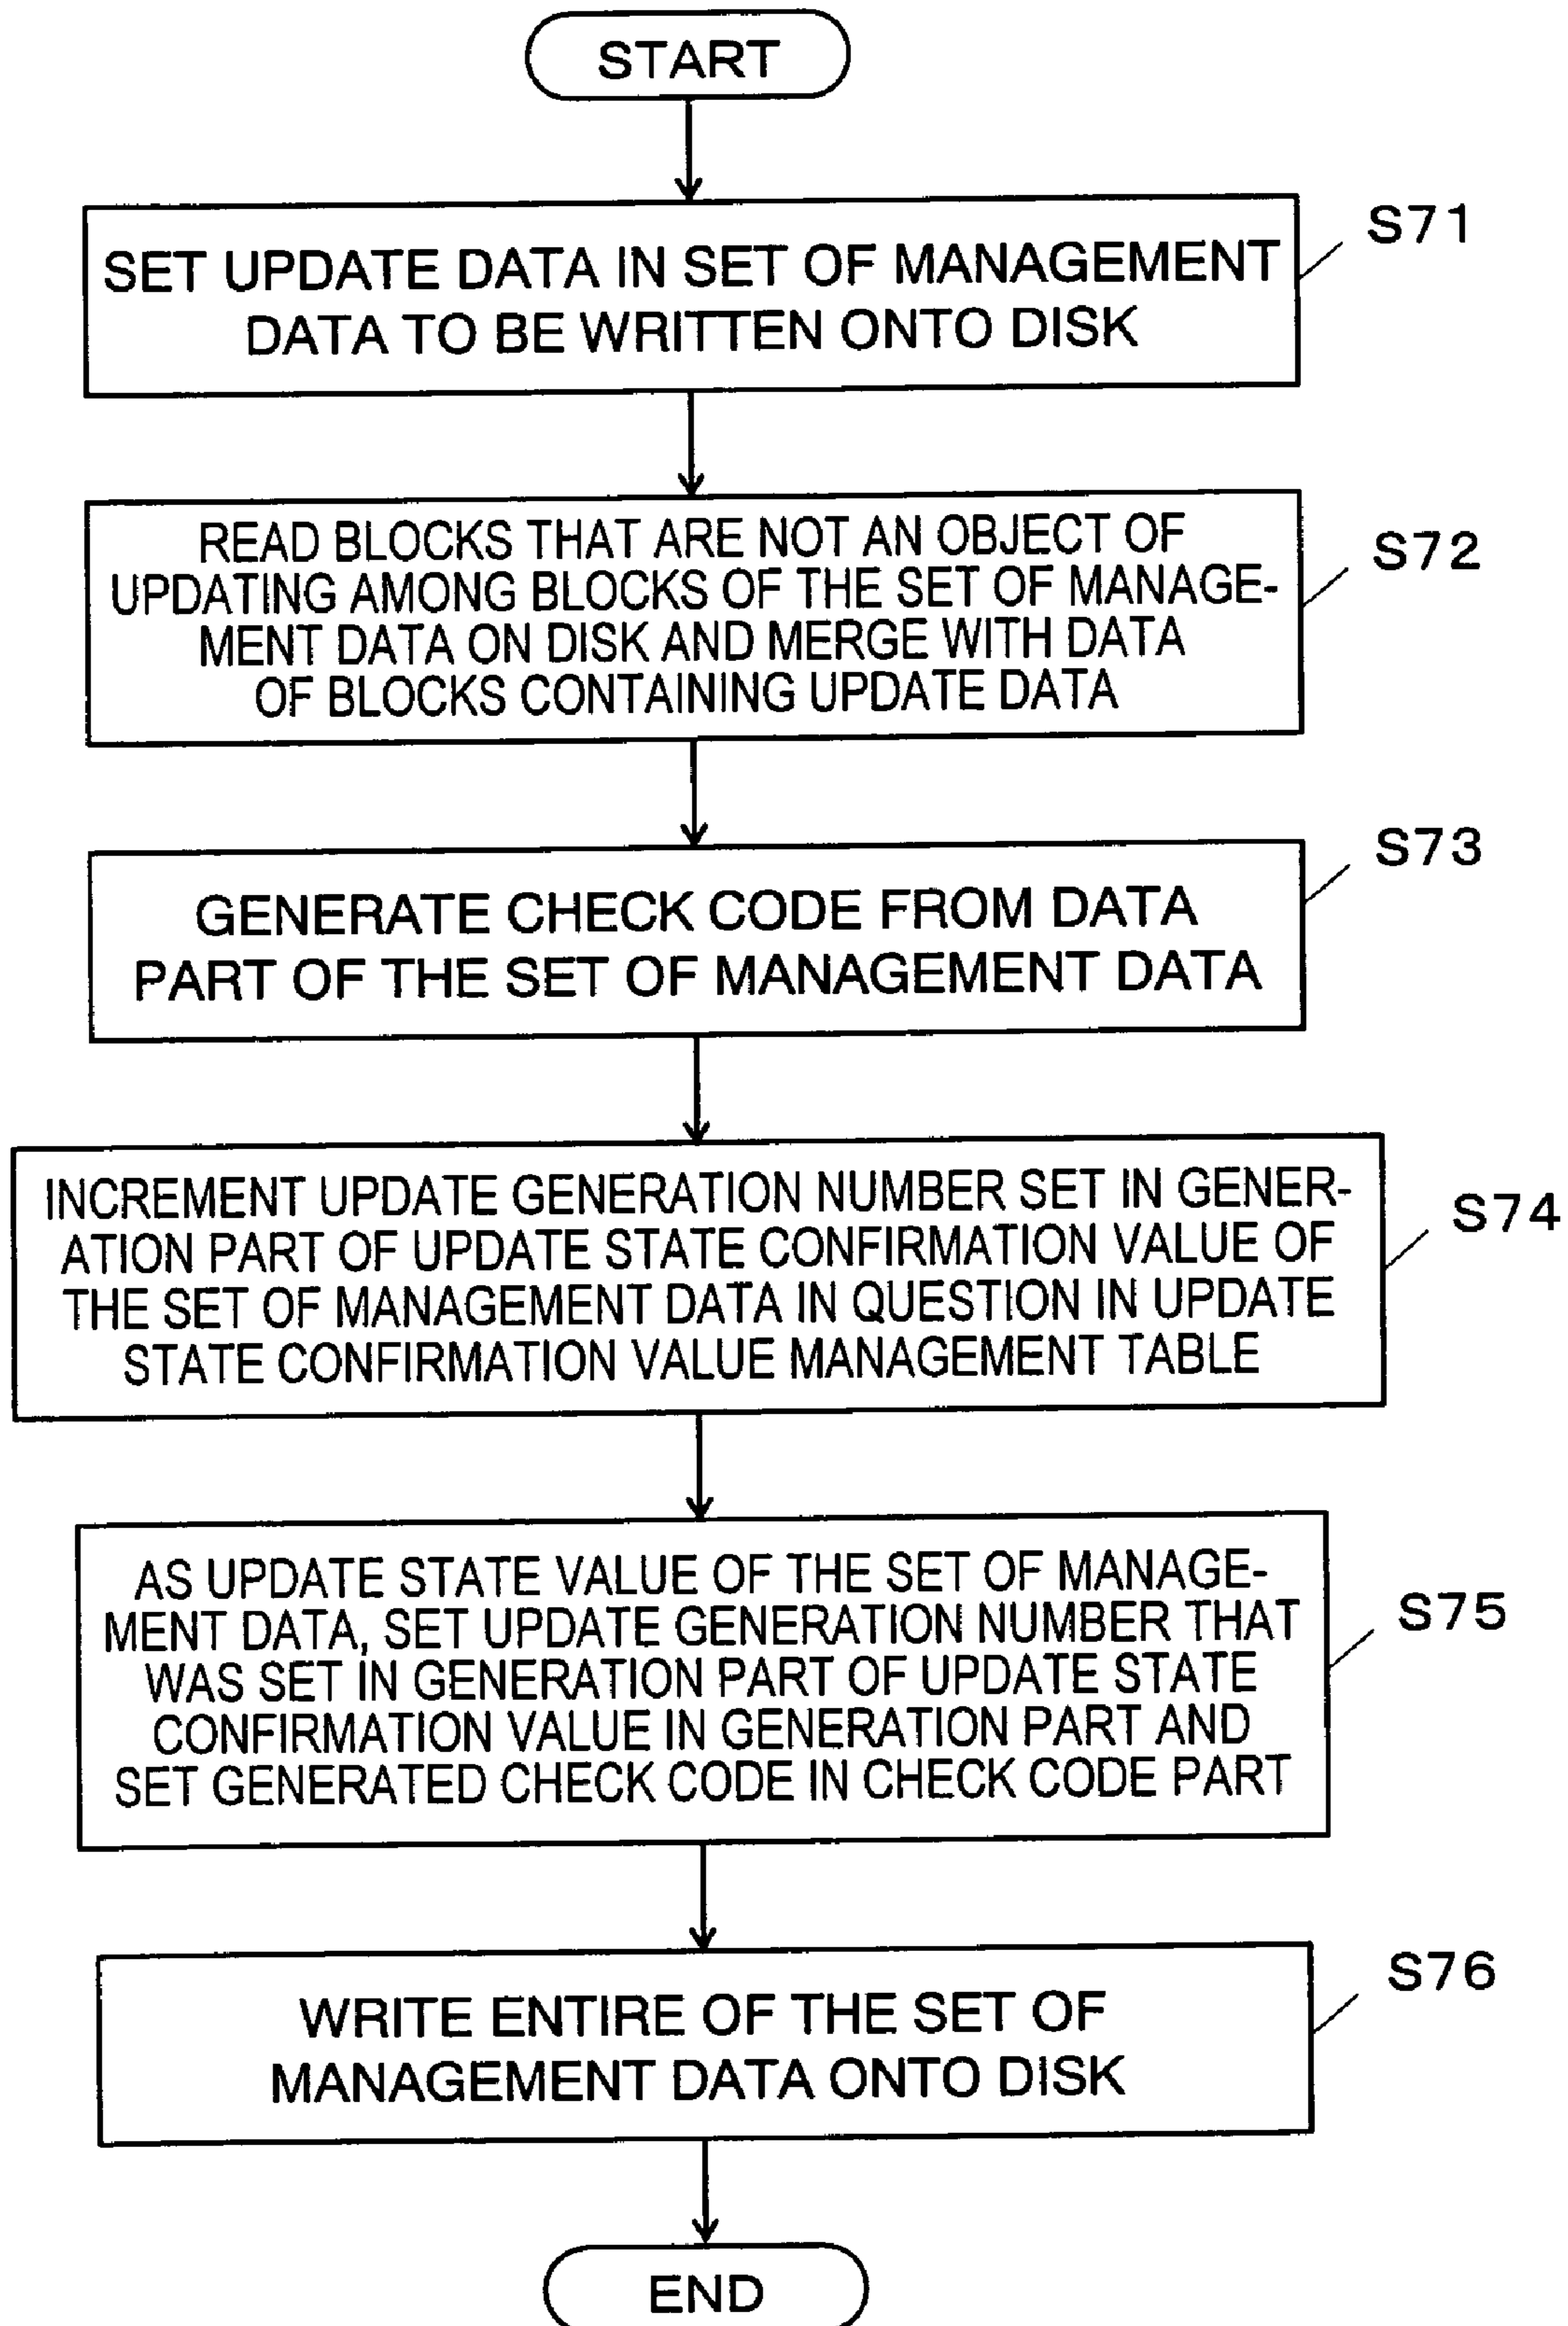 START
S71
SET UPDATE DATA IN SET OF MANAGEMENT
DATA TO BE WRITTEN ONTO DISK
S72
READ BLOCKS THAT ARE NOT AN OBJECT OF
UPDATING AMONG BLOCKS OF THE SET OF MANAGE-
MENT DATA ON DISK AND MERGE WITH DATA
OF BLOCKS CONTAINING UPDATE DATA
S73
GENERATE CHECK CODE FROM DATA
PART OF THE SET OF MANAGEMENT DATA
S74
INCREMENT UPDATE GENERATION NUMBER SET IN GENER-
ATION PART OF UPDATE STATE CONFIRMATION VALUE OF
THE SET OF MANAGEMENT DATA IN QUESTION IN UPDATE
STATE CONFIRMATION VALUE MANAGEMENT TABLE
S75
AS UPDATE STATE VALUE OF THE SET OF MANAGE-
MENT DATA, SET UPDATE GENERATION NUMBER THAT
WAS SET IN GENERATION PART OF UPDATE STATE
CONFIRMATION VALUE IN GENERATION PART AND
SET GENERATED CHECK CODE IN CHECK CODE PART
S76
WRITE ENTIRE OF THE SET OF
MANAGEMENT DATA ONTO DISK
END